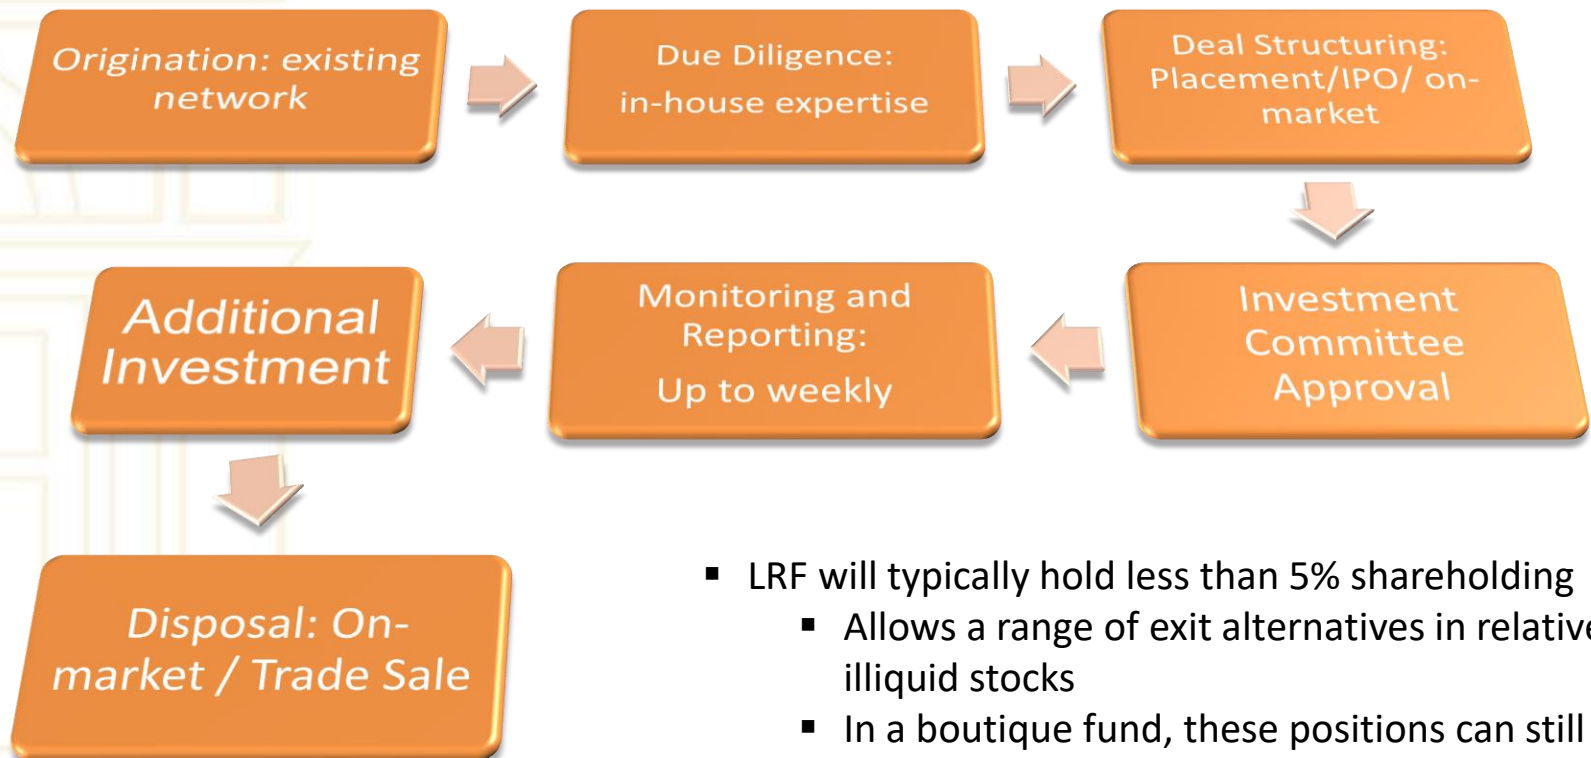 Origination: existing
network
Due Diligence:
in-house expertise
Deal Structuring:
Placement/IPO/ on-
market
Investment
Committee
Approval
Monitoring and
Reporting:
Up to weekly
Additional
Investment
Disposal: On-
market / Trade Sale
▪ LRF will typically hold less than 5% shareholding
▪ Allows a range of exit alternatives in
illiquid stocks
▪ In a boutique fund, these positions can still